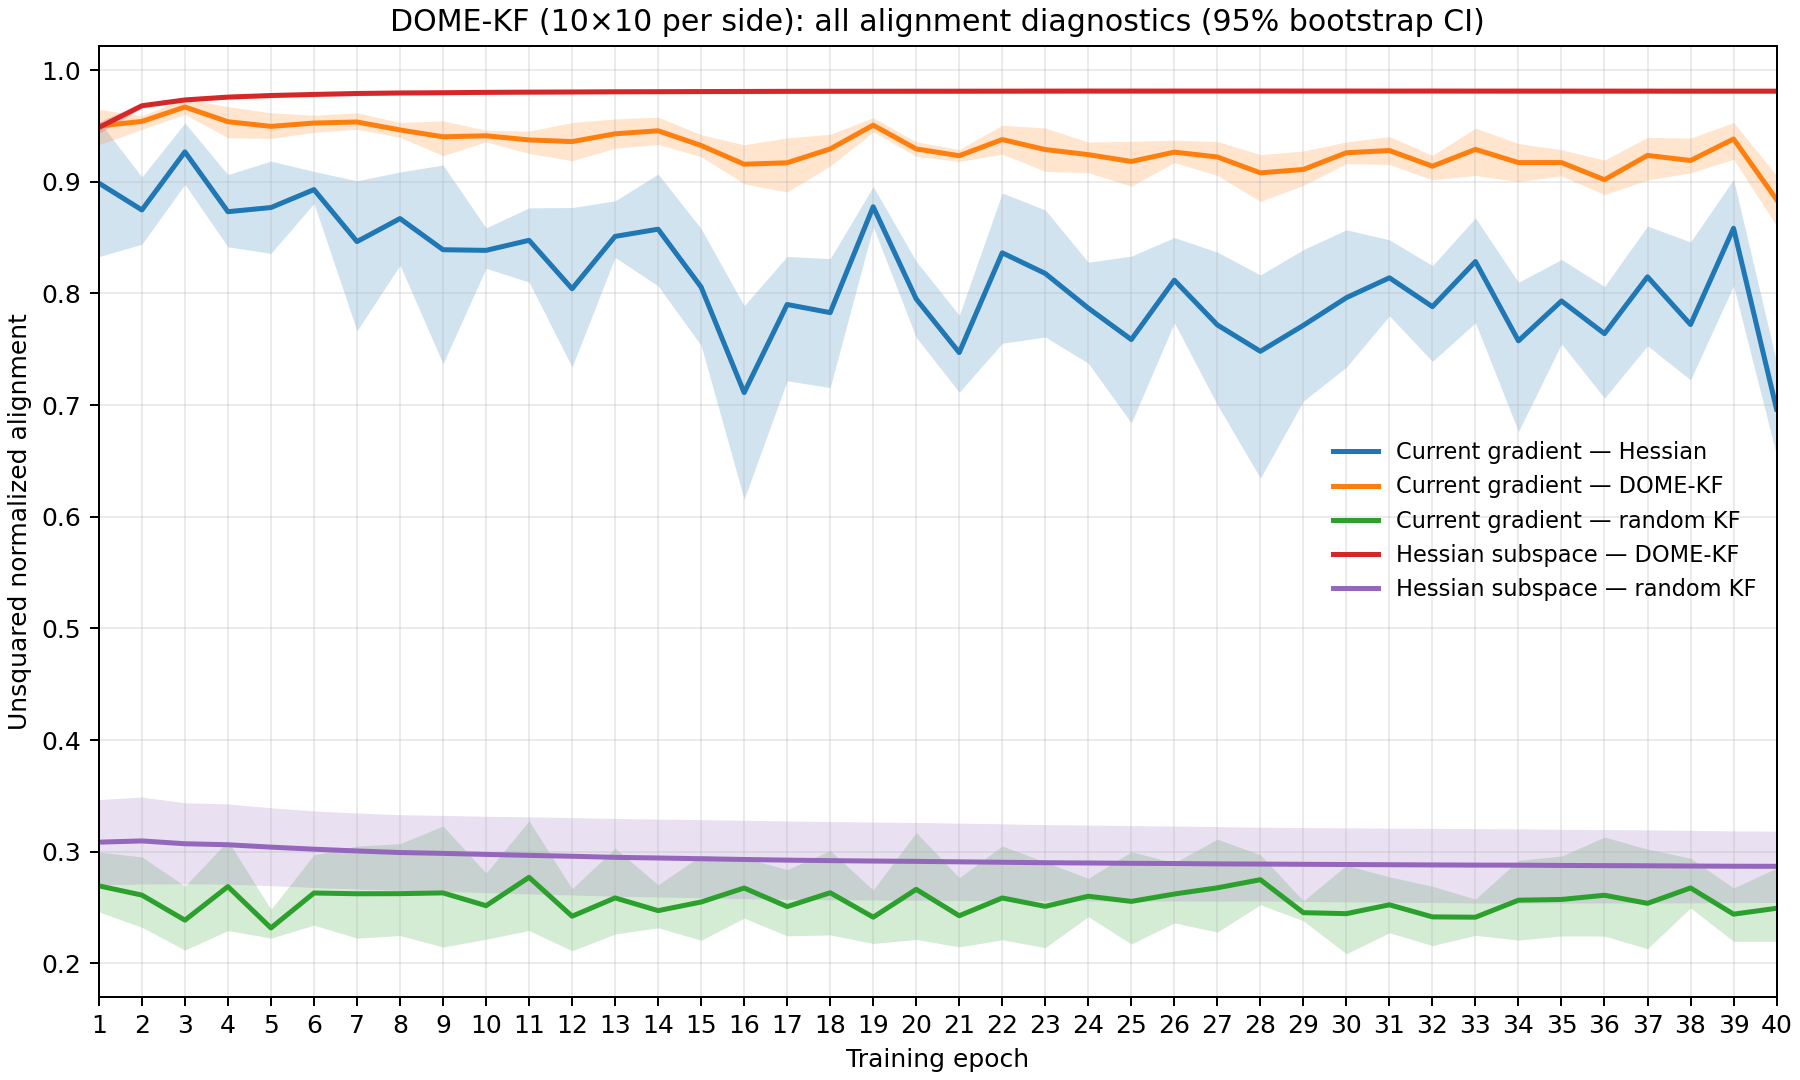 DOME-KF (10×10 per side): all alignment diagnostics (95% bootstrap CI)
Unsquared normalized alignment
1.0
0.9
0.8
0.7
0.6
0.5
0.4
0.3
0.2
Current gradient — Hessian
Current gradient — DOME-KF
Current gradient — random KF
Hessian subspace — DOME-KF
Hessian subspace — random KF
1 2 3 4 5 6 7 8 9 10 11 12 13 14 15 16 17 18 19 20 21 22 23 24 25 26 27 28 29 30 31 32 33 34 35 36 37 38 39 40
Training epoch